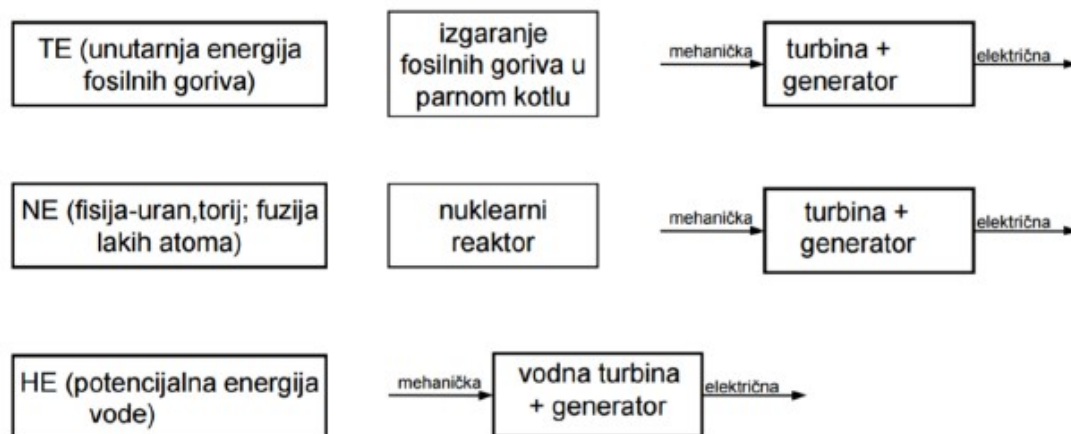 TE (unutarnja energija
fosilnih goriva)
izgaranje
fosilnih goriva u
parnom kotlu
mehanička
turbina +
generator
električna
NE (fisija-uran,torij; fuzija
lakih atoma)
nuklearni
reaktor
mehanička
turbina +
generator
električna
HE (potencijalna energija
vode)
mehanička
vodna turbina
+ generator
električna